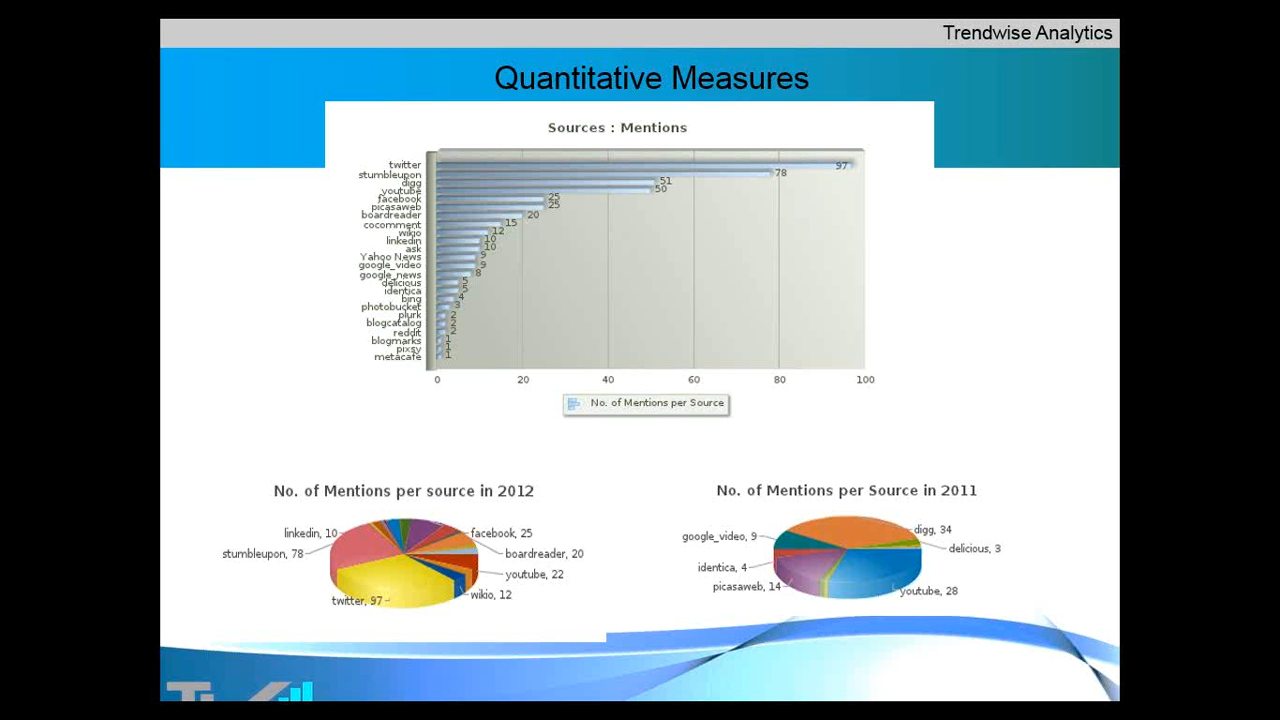 Trendwise Analytics
Quantitative Measures
Sources : Mentions
twitter 97
stumbleupon 78
digg 51
youtube 50
facebook 25
picasaweb 25
boardreader 20
cocomment 15
wikio 12
linkedin 10
ask 10
Yahoo News 9
google_video 9
google_news 8
delicious 5
identica 5
bing 4
photobucket 3
plurk 2
blogcatalog 2
reddit 2
blogmarks 1
pixsy 1
metacafe 1
0 20 40 60 80 100
No. of Mentions per Source
No. of Mentions per source in 2012
linkedin, 10
facebook, 25
stumbleupon, 78
boardreader, 20
youtube, 22
wikio, 12
twitter, 97
No. of Mentions per Source in 2011
digg, 34
google_video, 9
delicious, 3
identica, 4
picasaweb, 14
youtube, 28